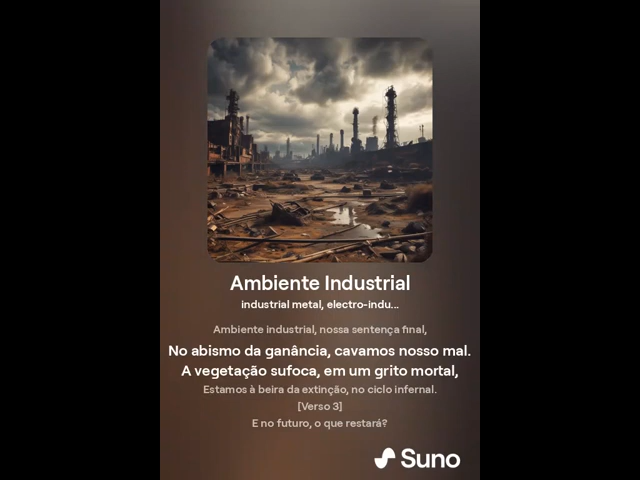 Ambiente Industrial
industrial metal, electro-indu...
Ambiente industrial, nossa sentença final,
No abismo da ganância, cavamos nosso mal.
A vegetação sufoca, em um grito mortal,
Estamos à beira da extinção, no ciclo infernal.
[Verso 3]
E no futuro, o que restará?
Suno